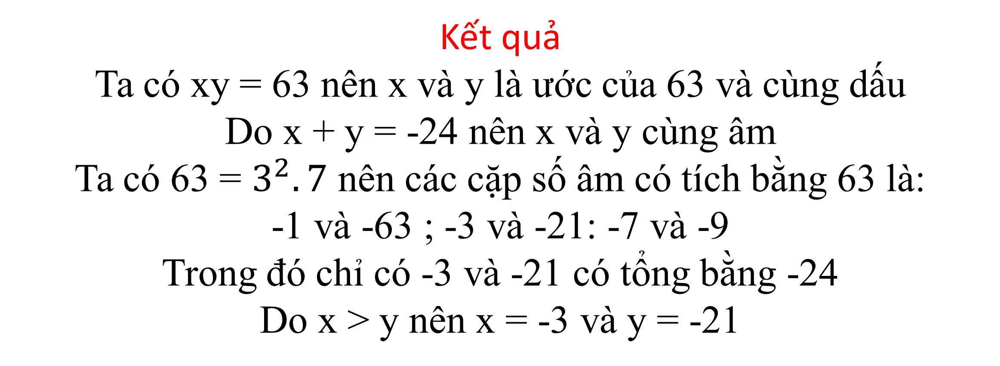 Kết quả
Ta có xy = 63 nên x và y là ước của 63 và cùng dấu
Do x + y = -24 nên x và y cùng âm
Ta có 63 = 3². 7 nên các cặp số âm có tích bằng 63 là:
-1 và -63 ; -3 và -21: -7 và -9
Trong đó chỉ có -3 và -21 có tổng bằng -24
Do x > y nên x = -3 và y = -21